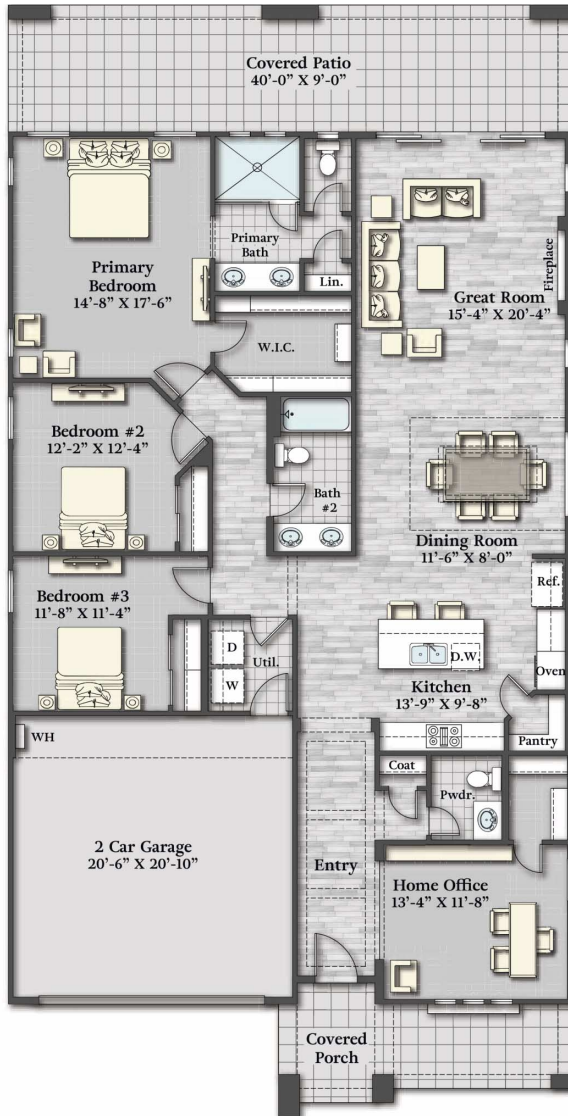 Covered Patio
40’-0” X 9’-0”
Primary
Bath
Primary
Bedroom
14’-8” X 17’-6”
Lin.
Fireplace
Great Room
15’-4” X 20’-4”
W.I.C.
Bedroom #2
12’-2” X 12’-4”
Bath
#2
Dining Room
11’-6” X 8’-0”
Ref.
Bedroom #3
11’-8” X 11’-4”
D
Util.
W
D.W.
Oven
Kitchen
13’-9” X 9’-8”
WH
Pantry
Coat
Pwdr.
2 Car Garage
20’-6” X 20’-10”
Entry
Home Office
13’-4” X 11’-8”
Covered
Porch